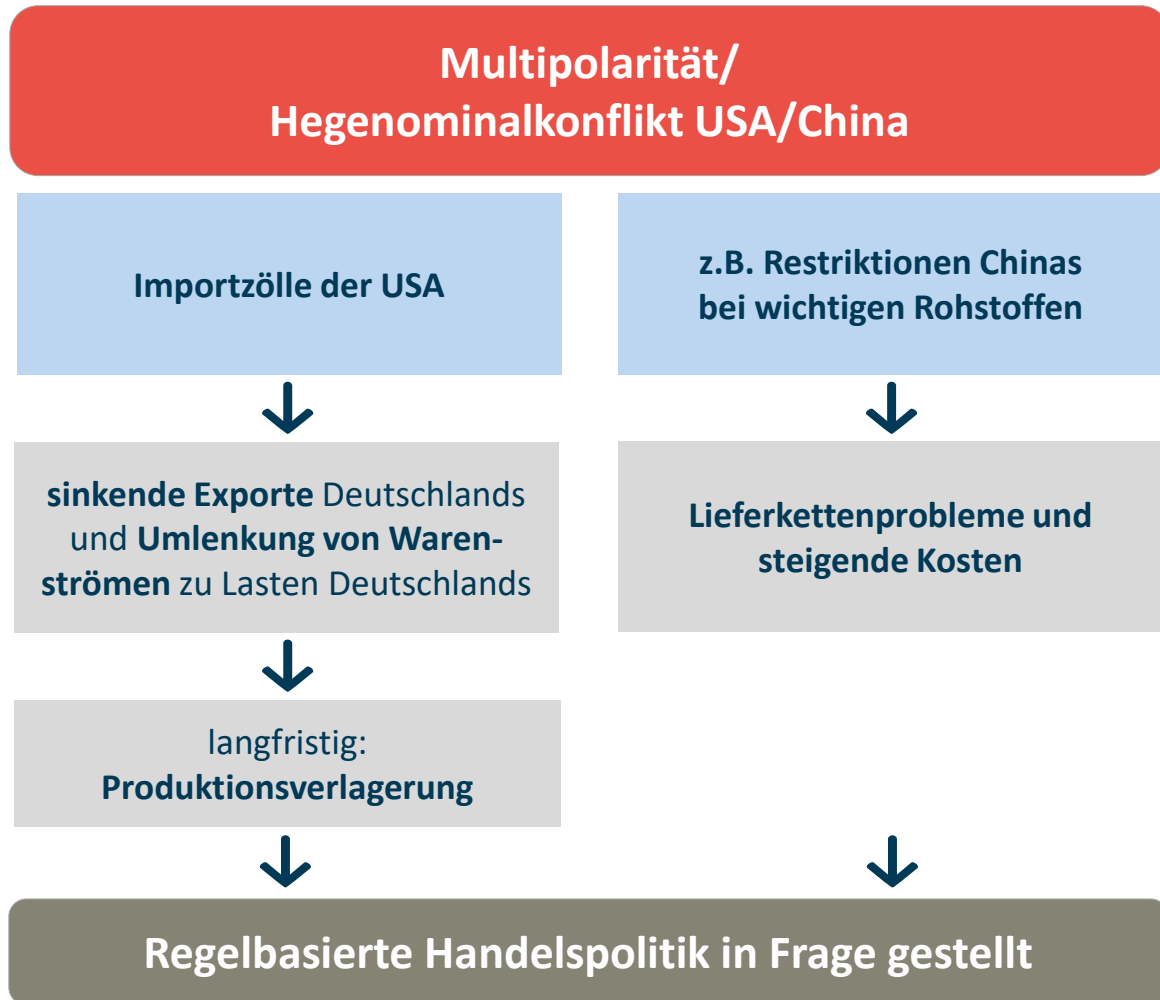 Multipolarität/
Hegenominalkonflikt USA/China
Importzölle der USA
z.B. Restriktionen Chinas
bei wichtigen Rohstoffen
sinkende Exporte Deutschlands
und Umlenkung von Waren-
strömen zu Lasten Deutschlands
Lieferkettenprobleme und
steigende Kosten
langfristig:
Produktionsverlagerung
Regelbasierte Handelspolitik in Frage gestellt